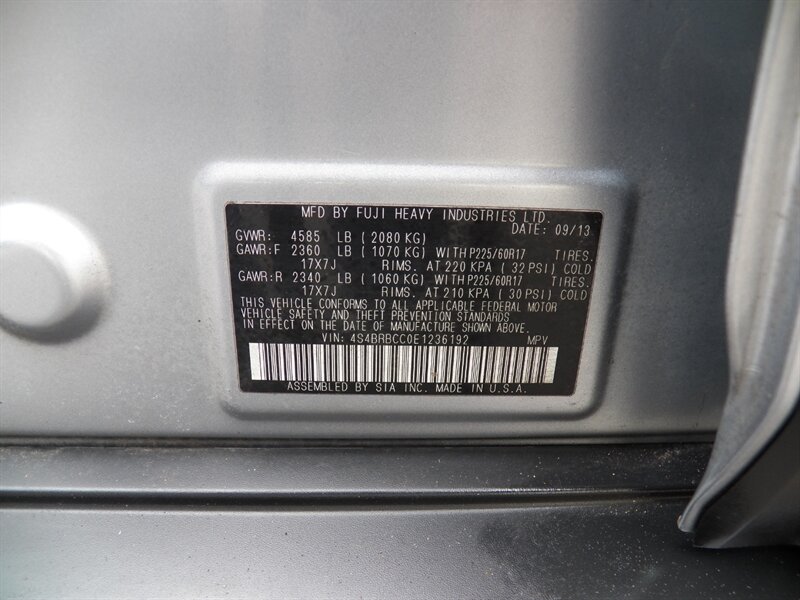 MFD BY FUJI HEAVY INDUSTRIES LTD.
DATE: 09/13
GVWR: 4585 LB ( 2080 KG)
GAWR:F 2360 LB ( 1070 KG) WITH P225/60R17 TIRES.
17X7J RIMS. AT 220 KPA ( 32 PSI) COLD
GAWR:R 2340 LB ( 1060 KG) WITH P225/60R17 TIRES.
17X7J RIMS. AT 210 KPA ( 30 PSI) COLD
THIS VEHICLE CONFORMS TO ALL APPLICABLE FEDERAL MOTOR
VEHICLE SAFETY AND THEFT PREVENTION STANDARDS
IN EFFECT ON THE DATE OF MANUFACTURE SHOWN ABOVE.
VIN: 4S4BRBCC0E1236192 MPV
ASSEMBLED BY SIA INC. MADE IN U.S.A.